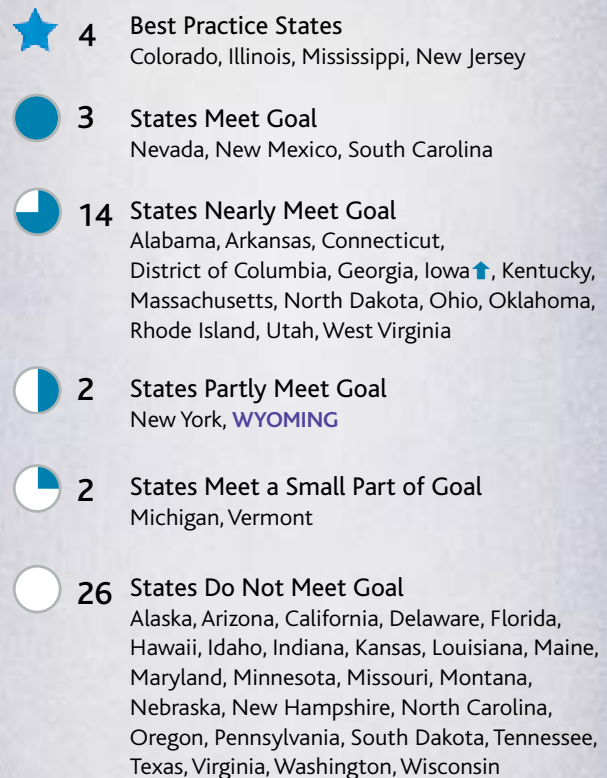 4 Best Practice States
Colorado, Illinois, Mississippi, New Jersey
3 States Meet Goal
Nevada, New Mexico, South Carolina
14 States Nearly Meet Goal
Alabama, Arkansas, Connecticut,
District of Columbia, Georgia, Iowa⬆, Kentucky,
Massachusetts, North Dakota, Ohio, Oklahoma,
Rhode Island, Utah, West Virginia
2 States Partly Meet Goal
New York, WYOMING
2 States Meet a Small Part of Goal
Michigan, Vermont
26 States Do Not Meet Goal
Alaska, Arizona, California, Delaware, Florida,
Hawaii, Idaho, Indiana, Kansas, Louisiana, Maine,
Maryland, Minnesota, Missouri, Montana,
Nebraska, New Hampshire, North Carolina,
Oregon, Pennsylvania, South Dakota, Tennessee,
Texas, Virginia, Washington, Wisconsin